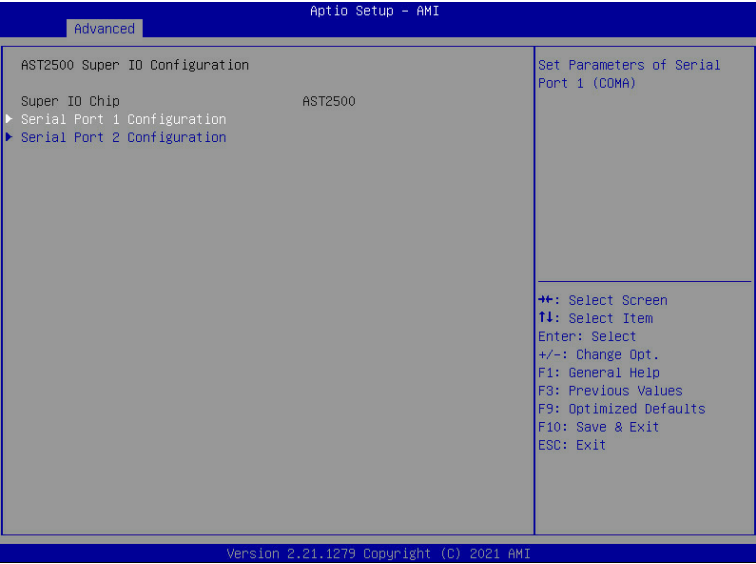 Aptio Setup – AMI
Advanced
AST2500 Super IO Configuration
Super IO Chip AST2500
Serial Port 1 Configuration
Serial Port 2 Configuration
Set Parameters of Serial
Port 1 (COMA)
→←: Select Screen
↑↓: Select Item
Enter: Select
+/-: Change Opt.
F1: General Help
F3: Previous Values
F9: Optimized Defaults
F10: Save & Exit
ESC: Exit
Version 2.21.1279 Copyright (C) 2021 AMI